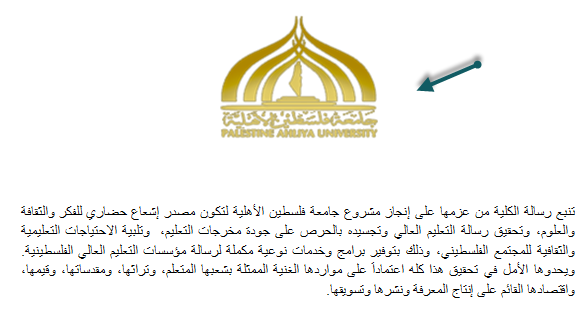 جامعة فلسطين الأهلية
PALESTINE AHLIYA UNIVERSITY
تنبع رسالة الكلية من عزمها على إنجاز مشروع جامعة فلسطين الأهلية لتكون مصدر إشعاع حضاري للفكر والثقافة
والعلوم، وتحقيق رسالة التعليم العالي وتجسيده بالحرص على جودة مخرجات التعليم، وتلبية الاحتياجات التعليمية
والثقافية للمجتمع الفلسطيني، وذلك بتوفير برامج وخدمات نوعية مكملة لرسالة مؤسسات التعليم العالي الفلسطينية.
ويحدوها الأمل في تحقيق هذا كله اعتماداً على مواردها الغنية الممثلة بشعبها المتعلم، وتراثها، ومقدساتها، وقيمها،
واقتصادها القائم على إنتاج المعرفة ونشرها وتسويقها.